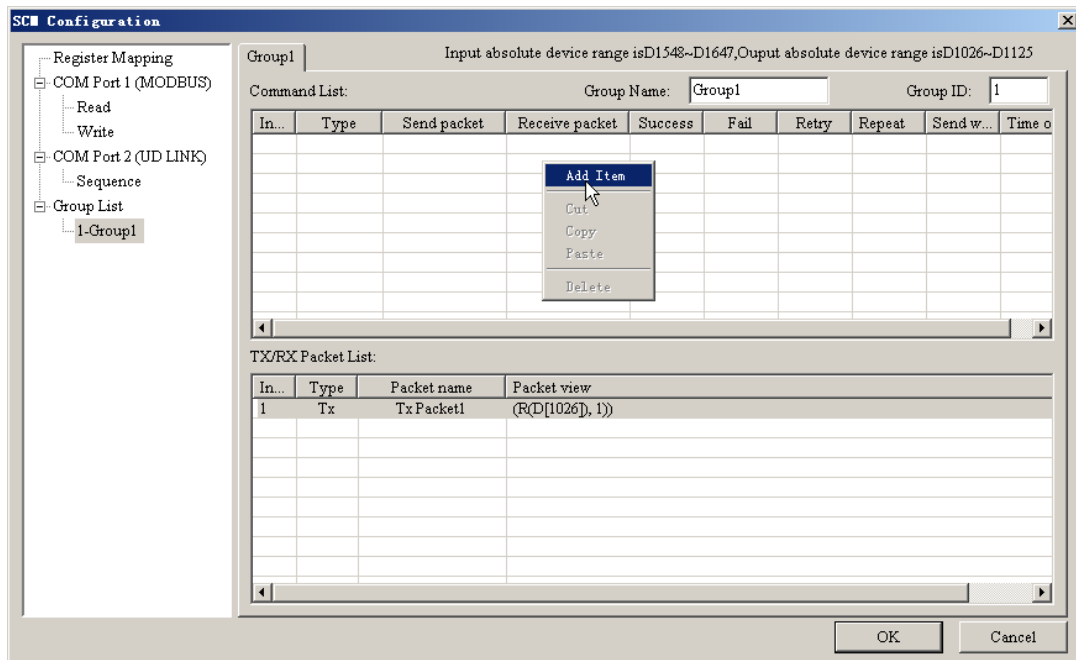 SCM Configuration
Register Mapping
COM Port 1 (MODBUS)
Read
Write
COM Port 2 (UD LINK)
Sequence
Group List
1-Group1
Group1
Input absolute device range isD1548~D1647,Ouput absolute device range isD1026~D1125
Command List:
Group Name: Group1
Group ID: 1
In... Type Send packet Receive packet Success Fail Retry Repeat Send w... Time o
Add Item
Cut
Copy
Paste
Delete
TX/RX Packet List:
In... Type Packet name Packet view
1 Tx Tx Packet1 (R(D[1026]), 1))
OK Cancel